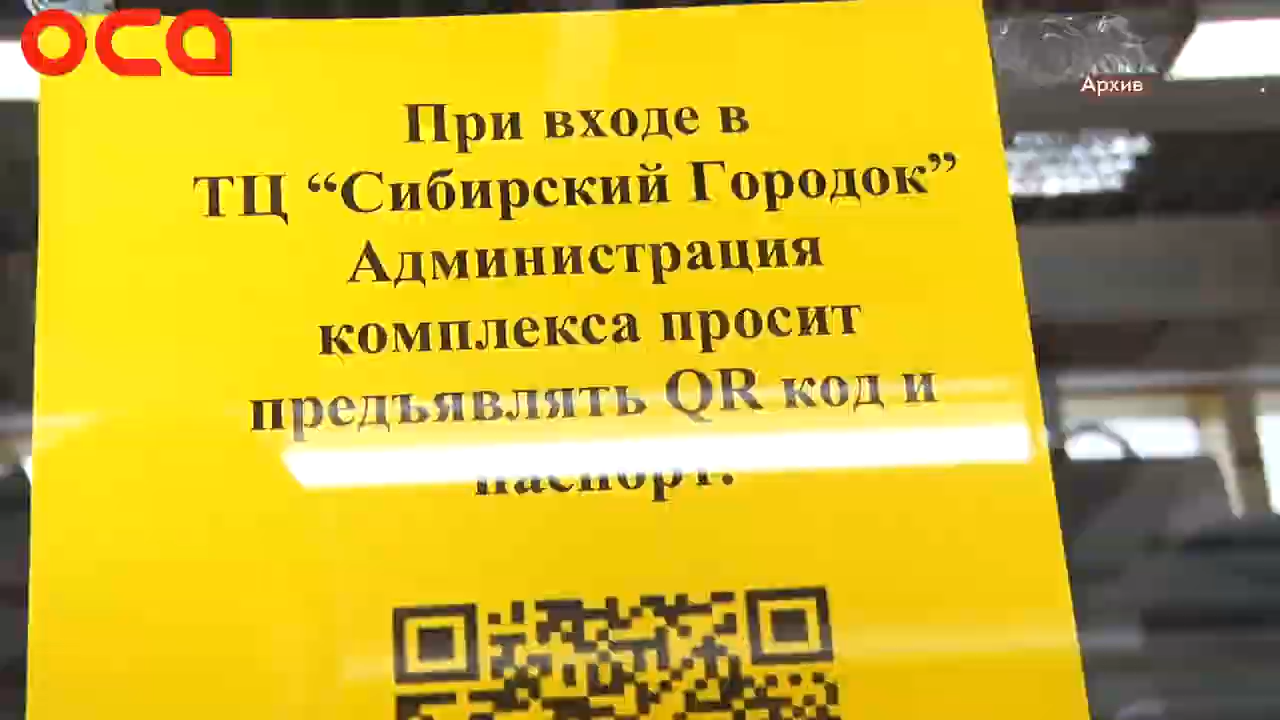 оса
Архив
При входе в
ТЦ “Сибирский Городок”
Администрация
комплекса просит
предъявлять QR код и
паспорт.